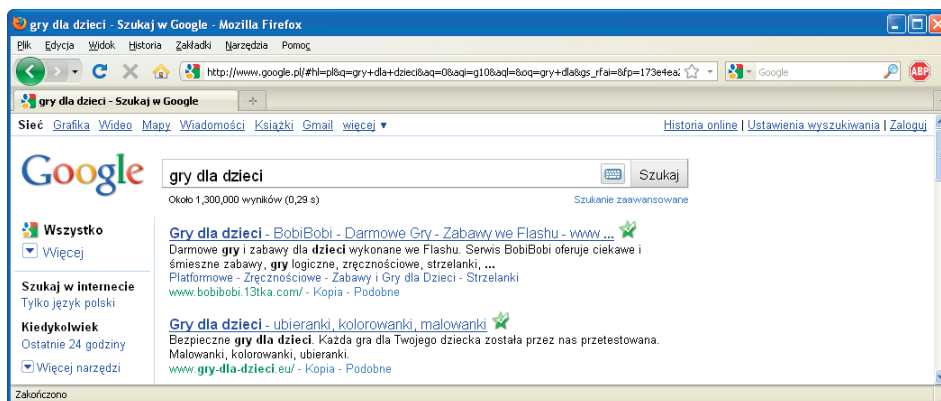 gry dla dzieci - Szukaj w Google - Mozilla Firefox
Plik Edycja Widok Historia Zakładki Narzędzia Pomoc
http://www.google.pl/#hl=pl&q=gry+dla+dzieci&aq=0&aqi=g10&aql=&oq=gry+dla&gs_rfai=&fp=173e4ea2 Google ABP
gry dla dzieci - Szukaj w Google
Sieć Grafika Wideo Mapy Wiadomości Książki Gmail więcej ▼ Historia online | Ustawienia wyszukiwania | Zaloguj
Google gry dla dzieci Szukaj
Około 1,300,000 wyników (0,29 s) Szukanie zaawansowane
Wszystko
Więcej
Szukaj w internecie
Tylko język polski
Kiedykolwiek
Ostatnie 24 godziny
Więcej narzędzi
Gry dla dzieci - BobiBobi - Darmowe Gry - Zabawy we Flashu - www ...
Darmowe gry i zabawy dla dzieci wykonane we Flashu. Serwis BobiBobi oferuje ciekawe i
śmieszne zabawy, gry logiczne, zręcznościowe, strzelanki, ...
Platformowe - Zręcznościowe - Zabawy i Gry dla Dzieci - Strzelanki
www.bobibobi.13tka.com/ - Kopia - Podobne
Gry dla dzieci - ubieranki, kolorowanki, malowanki
Bezpieczne gry dla dzieci. Każda gra dla Twojego dziecka została przez nas przetestowana.
Malowanki, kolorowanki, ubieranki.
www.gry-dla-dzieci.eu/ - Kopia - Podobne
Zakończono